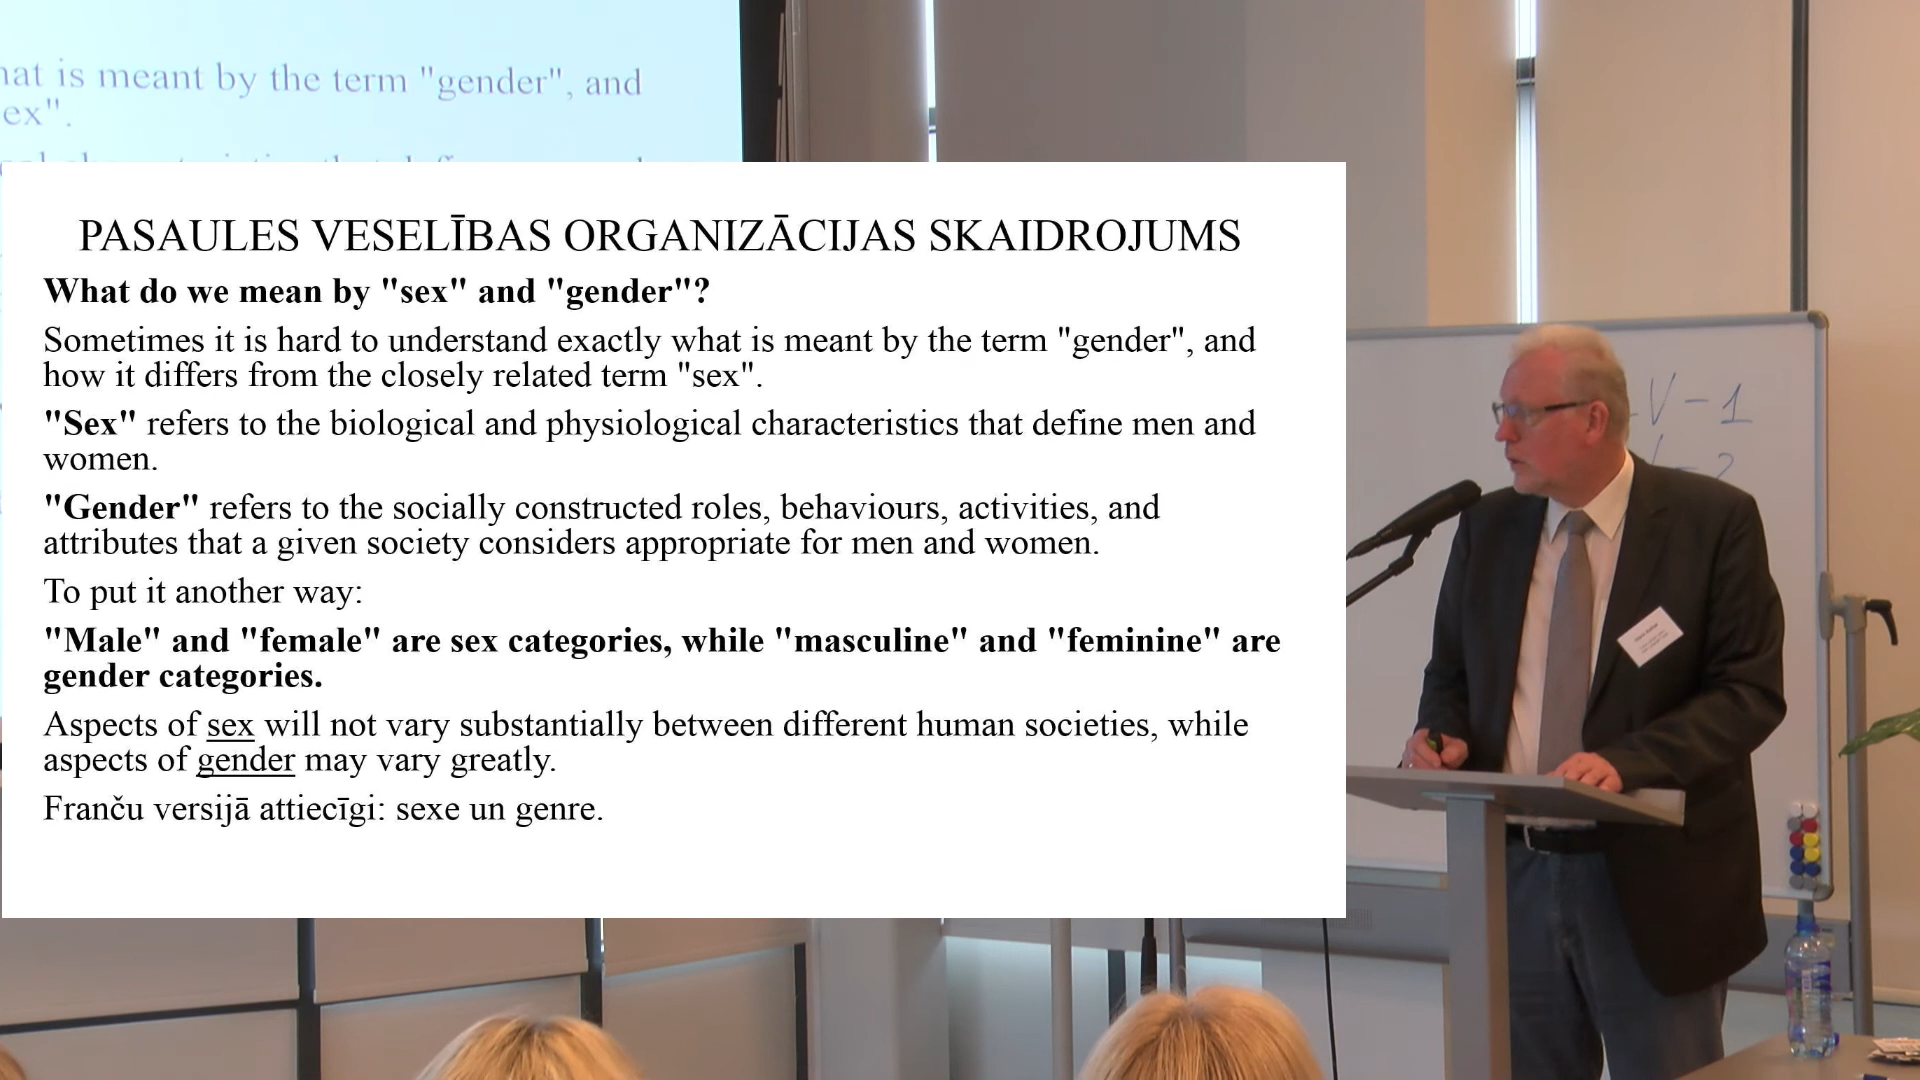 hat is meant by the term "gender", and
ex".
PASAULES VESELĪBAS ORGANIZĀCIJAS SKAIDROJUMS
What do we mean by "sex" and "gender"?
Sometimes it is hard to understand exactly what is meant by the term "gender", and
how it differs from the closely related term "sex".
"Sex" refers to the biological and physiological characteristics that define men and
women.
"Gender" refers to the socially constructed roles, behaviours, activities, and
attributes that a given society considers appropriate for men and women.
To put it another way:
"Male" and "female" are sex categories, while "masculine" and "feminine" are
gender categories.
Aspects of sex will not vary substantially between different human societies, while
aspects of gender may vary greatly.
Franču versijā attiecīgi: sexe un genre.
V - 1
- 2